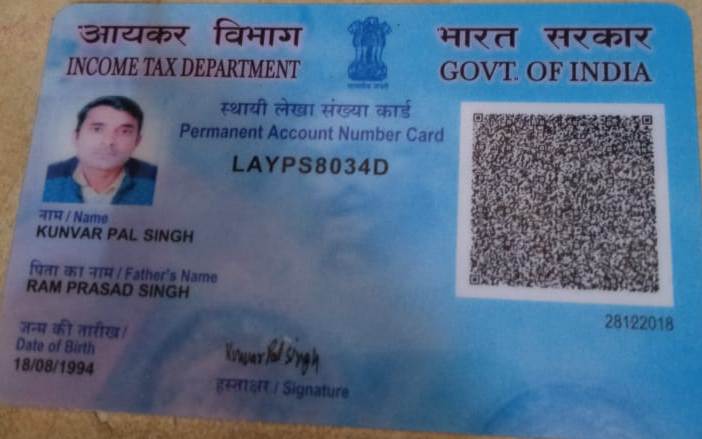 आयकर विभाग
INCOME TAX DEPARTMENT
भारत सरकार
GOVT. OF INDIA
सत्यमेव जयते
स्थायी लेखा संख्या कार्ड
Permanent Account Number Card
LAYPS8034D
नाम / Name
KUNVAR PAL SINGH
पिता का नाम / Father's Name
RAM PRASAD SINGH
जन्म की तारीख /
Date of Birth
18/08/1994
Kunvar Pal Singh
हस्ताक्षर / Signature
28122018